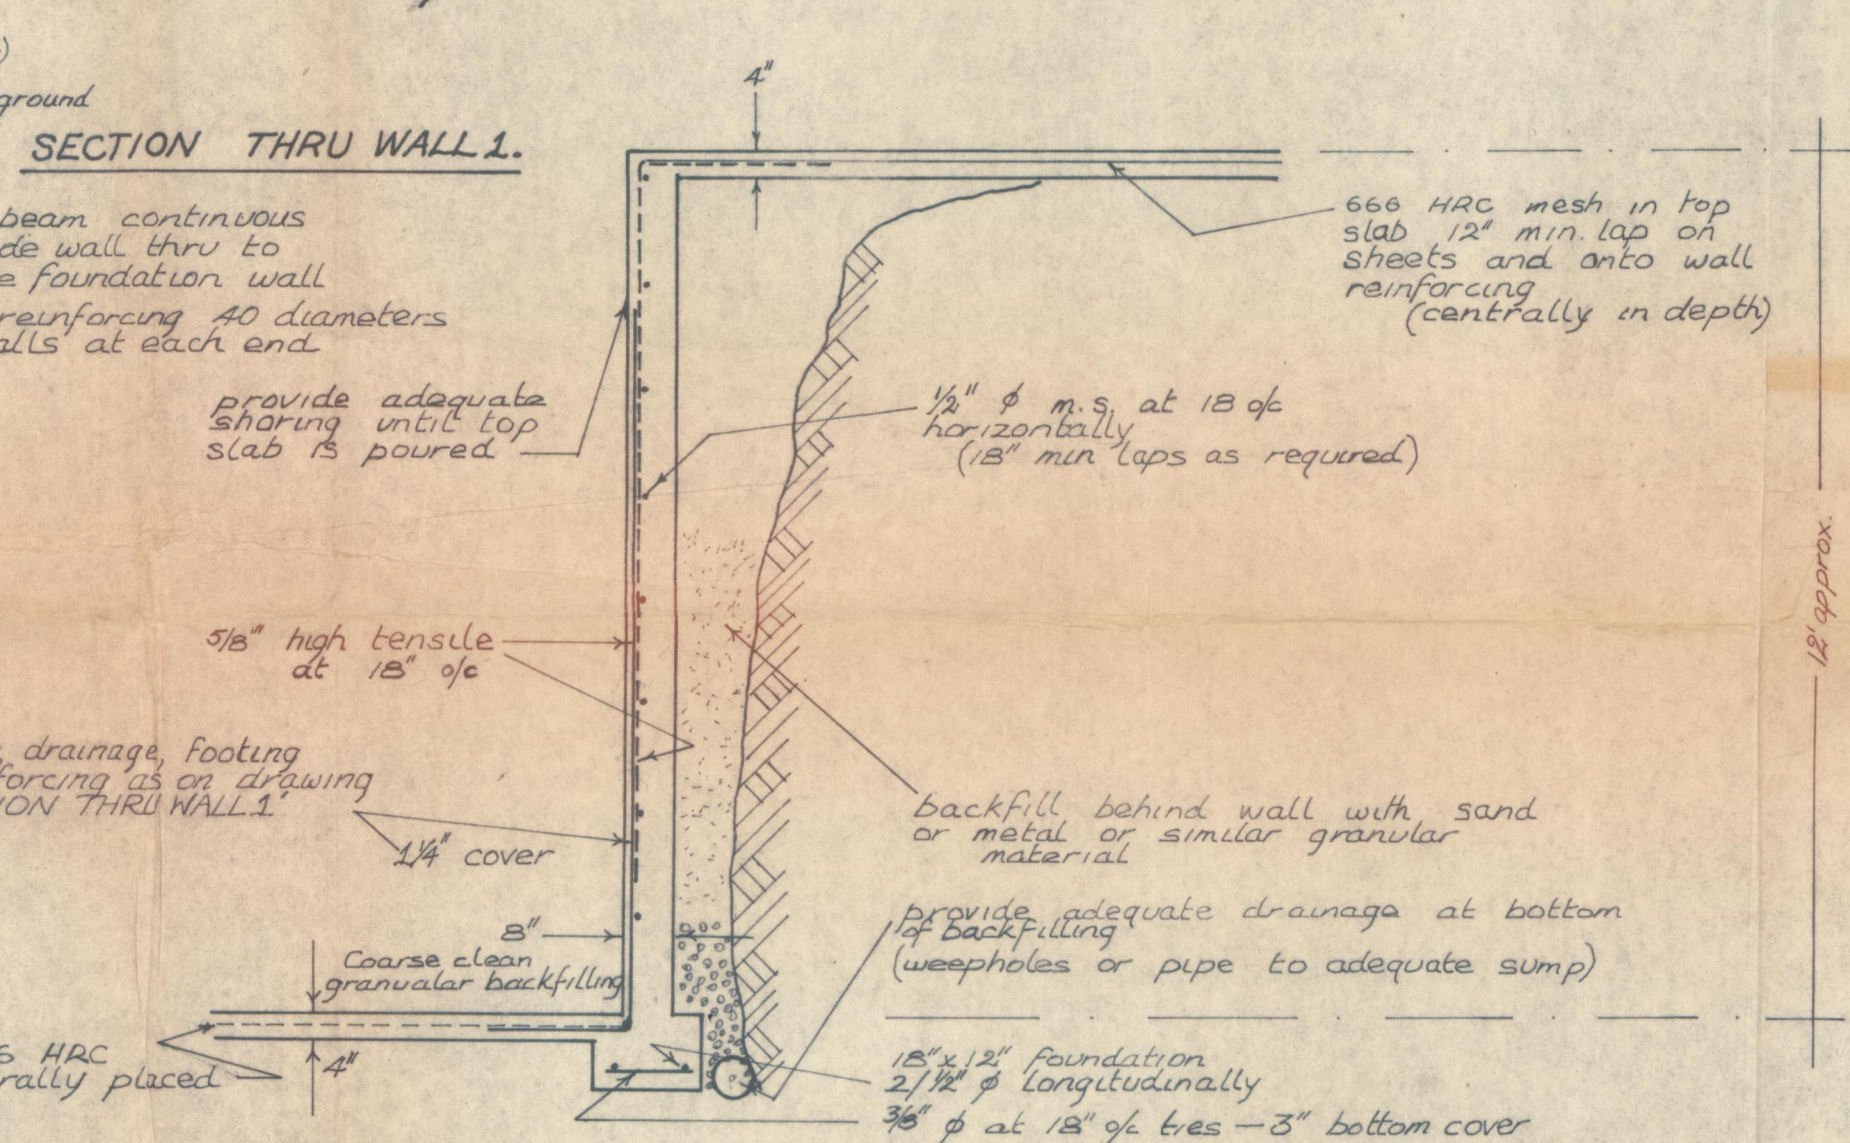 4"
ground
SECTION THRU WALL 1.
beam continuous
wall thru to
foundation wall
reinforcing 40 diameters
at each end
666 HRC mesh in top
slab 12" min. lap on
sheets and onto wall
reinforcing
(centrally in depth)
provide adequate
shoring until top
slab is poured
1/2" ϕ m.s. at 18 o/c
horizontally
(18" min laps as required)
12' approx.
5/8" high tensile
at 18" o/c
drainage, footing
as on drawing
THRU WALL 1"
1¼" cover
backfill behind wall with sand
or metal or similar granular
material
8"
provide adequate drainage at bottom
of backfilling
(weepholes or pipe to adequate sump)
Coarse clean
granualar backfilling
HRC
placed
4"
18" x 12" foundation
2/½" ϕ longitudinally
3/8" ϕ at 18" o/c ties — 3" bottom cover